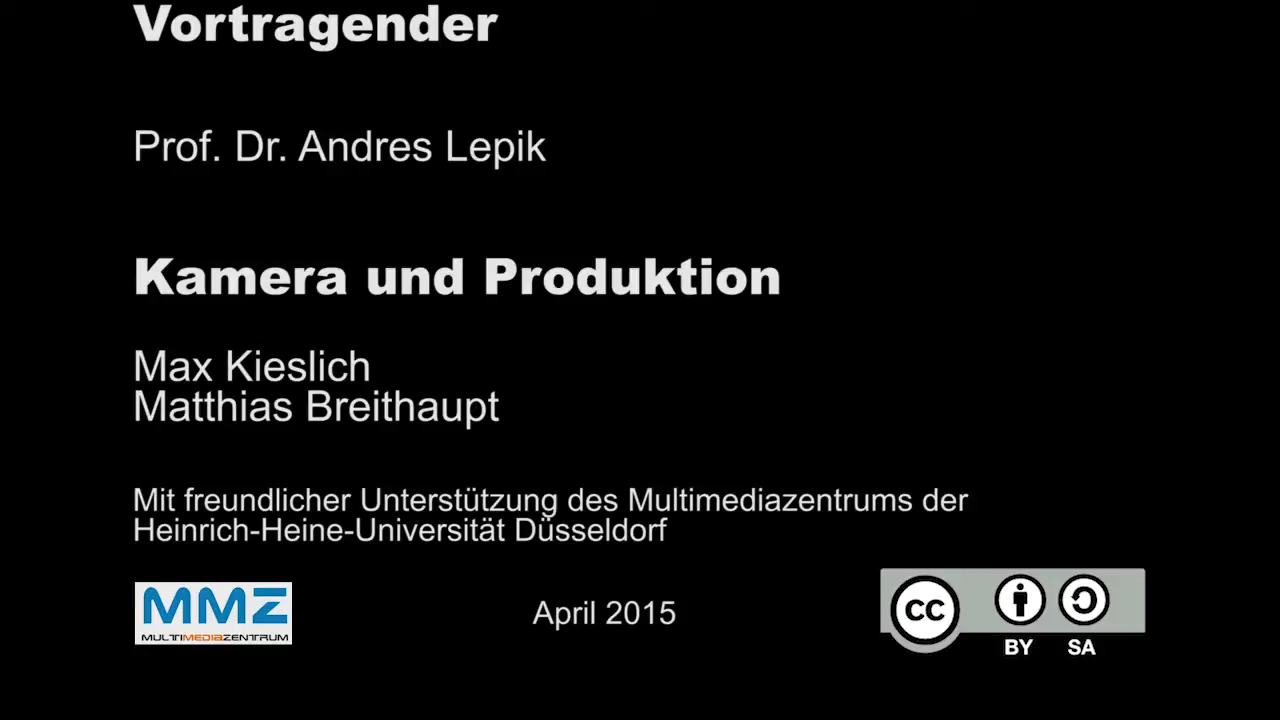 Vortragender
Prof. Dr. Andres Lepik
Kamera und Produktion
Max Kieslich
Matthias Breithaupt
Mit freundlicher Unterstützung des Multimediazentrums der
Heinrich-Heine-Universität Düsseldorf
MMZ
MULTIMEDIAZENTRUM
April 2015
cc
BY SA